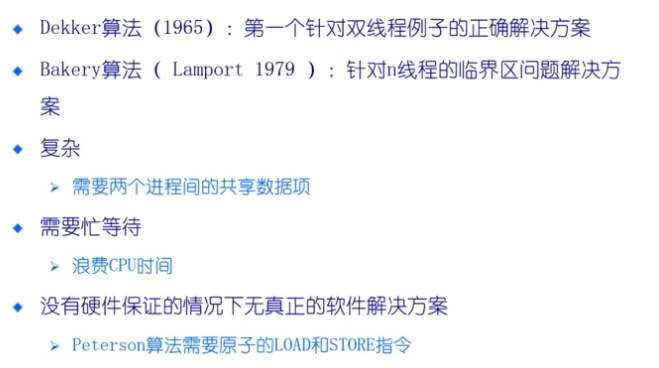 Dekker算法 (1965) : 第一个针对双线程例子的正确解决方案
Bakery算法 ( Lamport 1979 ) : 针对n线程的临界区问题解决方
案
复杂
需要两个进程间的共享数据项
需要忙等待
浪费CPU时间
没有硬件保证的情况下无真正的软件解决方案
Peterson算法需要原子的LOAD和STORE指令